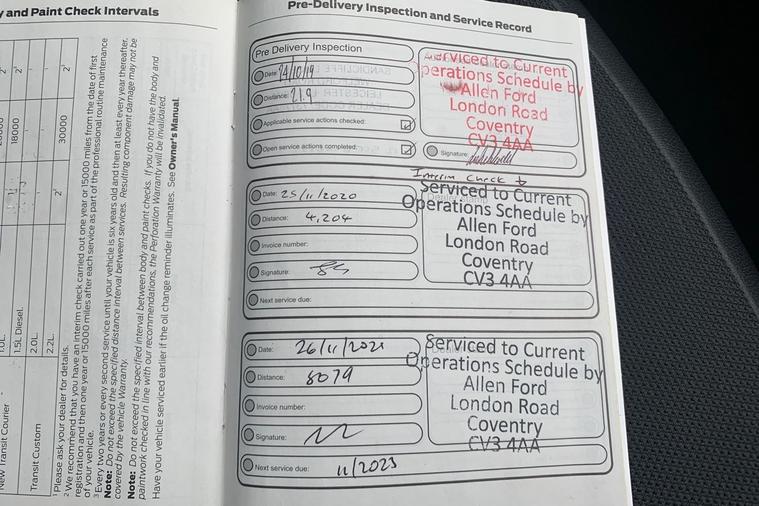 y and Paint Check Intervals
2³
2³
18000
30000
2³
1.0L.
1.5L Diesel.
2.0L.
2.2L.
New Transit Courier
Transit Custom
¹ Please ask your dealer for details.
² We recommend that you have an interim check carried out one year or 15000 miles from the date of first
registration and then one year or 15000 miles after each service as part of the professional routine maintenance
of your vehicle.
³ Every two years or every second service until your vehicle is six years old and then at least every year thereafter.
Note: Do not exceed the specified distance interval between services. Resulting component damage may not be
covered by the vehicle Warranty.
Note: Do not exceed the specified interval between body and paint checks. If you do not have the body and
paintwork checked in line with our recommendations, the Perforation Warranty will be invalidated.
Have your vehicle serviced earlier if the oil change reminder illuminates. See Owner's Manual.
Pre-Delivery Inspection and Service Record
Pre Delivery Inspection
Date
Distance:
Applicable service actions checked:
Open service actions completed:
Serviced to Current
Operations Schedule by
Allen Ford
London Road
Coventry
CV3 4AA
Signature:
Interim Check
Date: 25/11/2020
Distance: 4,204
Invoice number:
Signature:
Next service due:
Serviced to Current
Operations Schedule by
Allen Ford
London Road
Coventry
CV3 4AA
Date: 26/11/2021
Distance: 8079
Invoice number:
Signature:
Next service due: 11/2023
Serviced to Current
Operations Schedule by
Allen Ford
London Road
Coventry
CV3 4AA